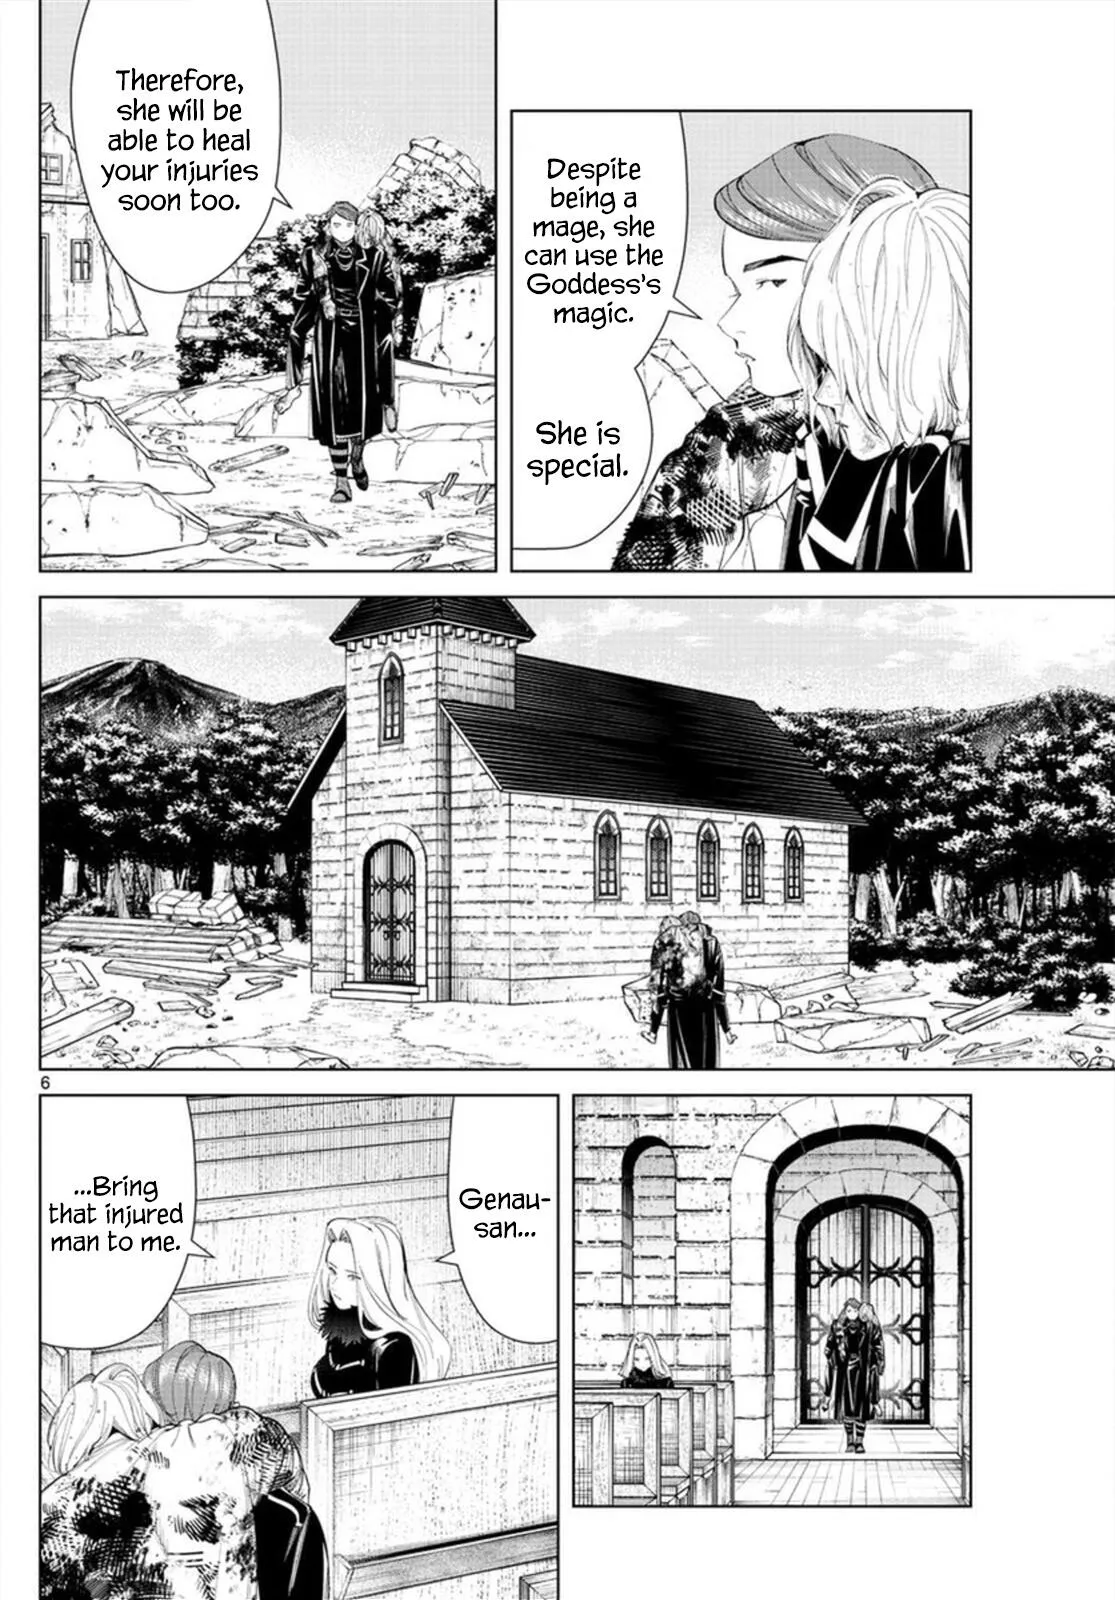 Despite
being a
mage, she
can use the
Goddess's
magic.
She is
special.
Therefore,
she will be
able to heal
your injuries
soon too.
6
Genau-
san...
...Bring
that injured
man to me.